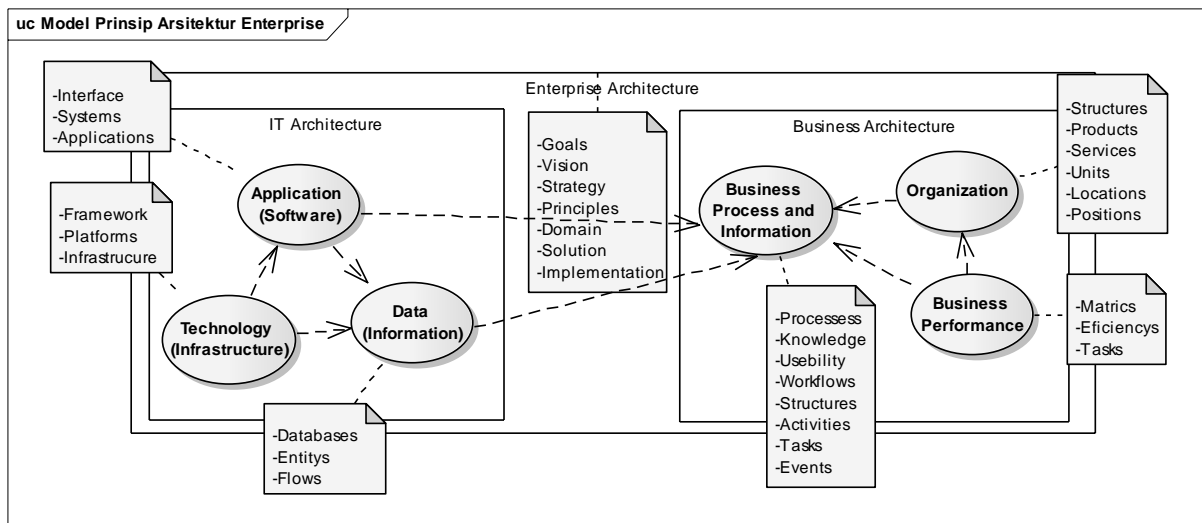 uc Model Prinsip Arsitektur Enterprise
-Interface
-Systems
-Applications
Enterprise Architecture
IT Architecture
-Goals
-Vision
-Strategy
-Principles
-Domain
-Solution
-Implementation
Business Architecture
-Structures
-Products
-Services
-Units
-Locations
-Positions
Application
(Software)
Business
Process and
Information
Organization
-Framework
-Platforms
-Infrastrucure
Technology
(Infrastructure)
Data
(Information)
Business
Performance
-Matrics
-Eficiencys
-Tasks
-Processess
-Knowledge
-Usebility
-Workflows
-Structures
-Activities
-Tasks
-Events
-Databases
-Entitys
-Flows